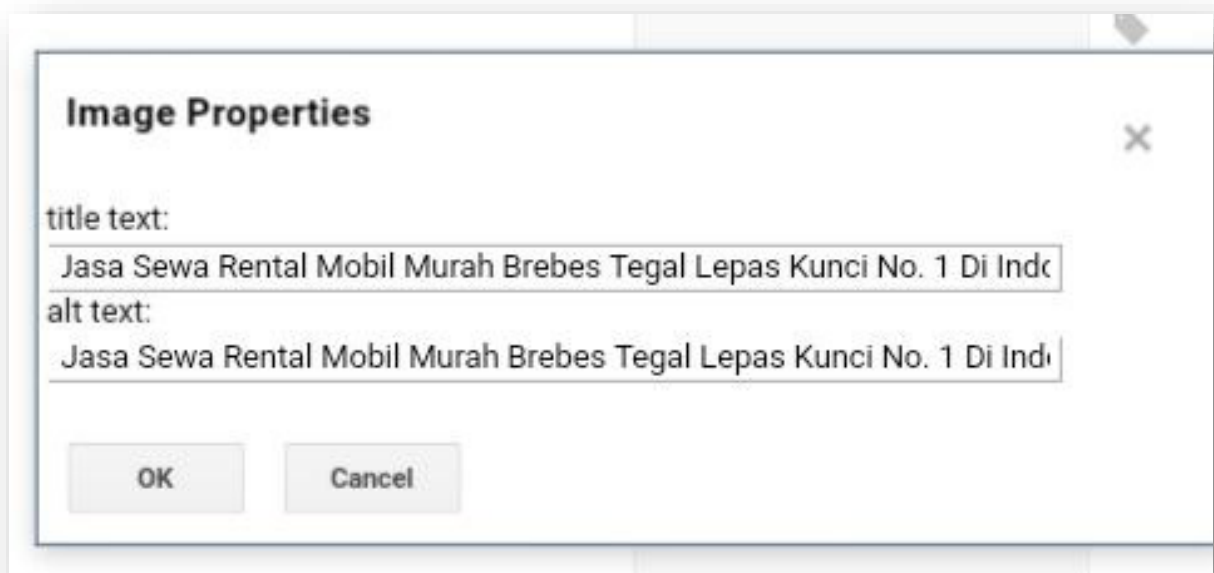 Image Properties
title text:
Jasa Sewa Rental Mobil Murah Brebes Tegal Lepas Kunci No. 1 Di
alt text:
Jasa Sewa Rental Mobil Murah Brebes Tegal Lepas Kunci No. 1 Di
OK Cancel